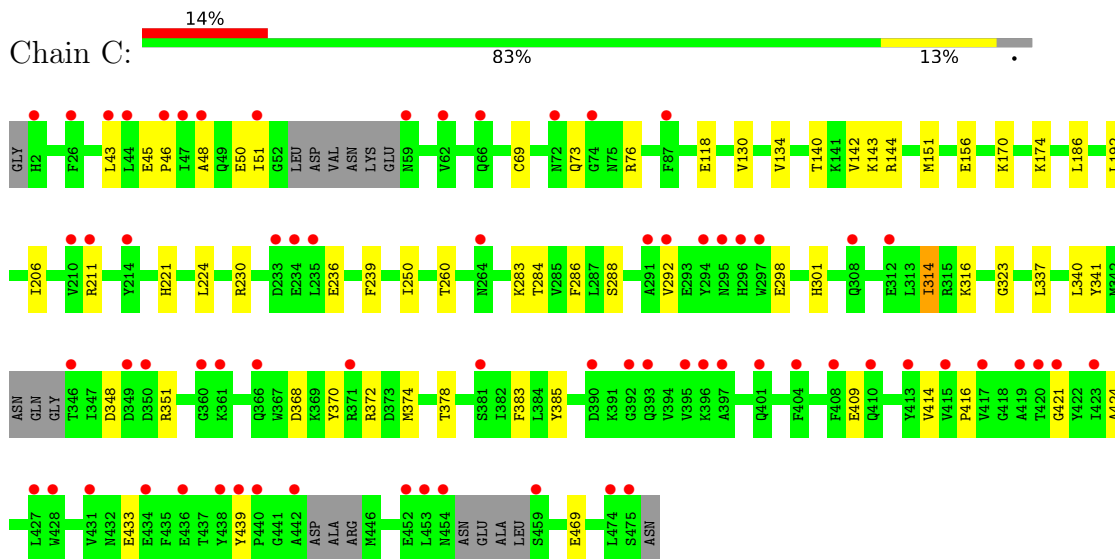 14%
Chain C:
83% 13% •
GLY H2 F26 L43 L44 E45 P46 I47 A48 Q49 E50 I51 G52 LEU ASP VAL ASN LYS GLU N59 V62 Q66 C69 N72 Q73 G74 N75 R76 F87 E118 V130 V134 T140 K141 V142 K143 R144 M151 E156 K170 K174 L186
I206 V210 R211 Y214 H221 L224 R230 D233 E234 L235 E236 F239 I250 T260 N264 K283 T284 V285 F286 L287 S288 A291 V292 E293 Y294 N295 H296 W297 E298 H301 Q308 E312 L313 I314 R315 K316 G323 L337 L340 Y341 M342
ASN GLN GLY T346 I347 D348 D349 D350 R351 G360 K361 Q366 W367 D368 K369 Y370 R371 R372 D373 M374 T378 S381 I382 F383 L384 Y385 D390 K391 G392 Q393 V394 V395 K396 A397 Q401 F404 F408 E409 Q410 Y413 V414 V415 P416 V417 G418 A419 T420 G421 Y422 I423
L427 W428 V431 N432 E433 E434 F435 E436 T437 Y438 Y439 P440 G441 A442 ASP ALA ARG M446 E452 L453 N454 ASN GLU ALA LEU S459 E469 L474 S475 ASN